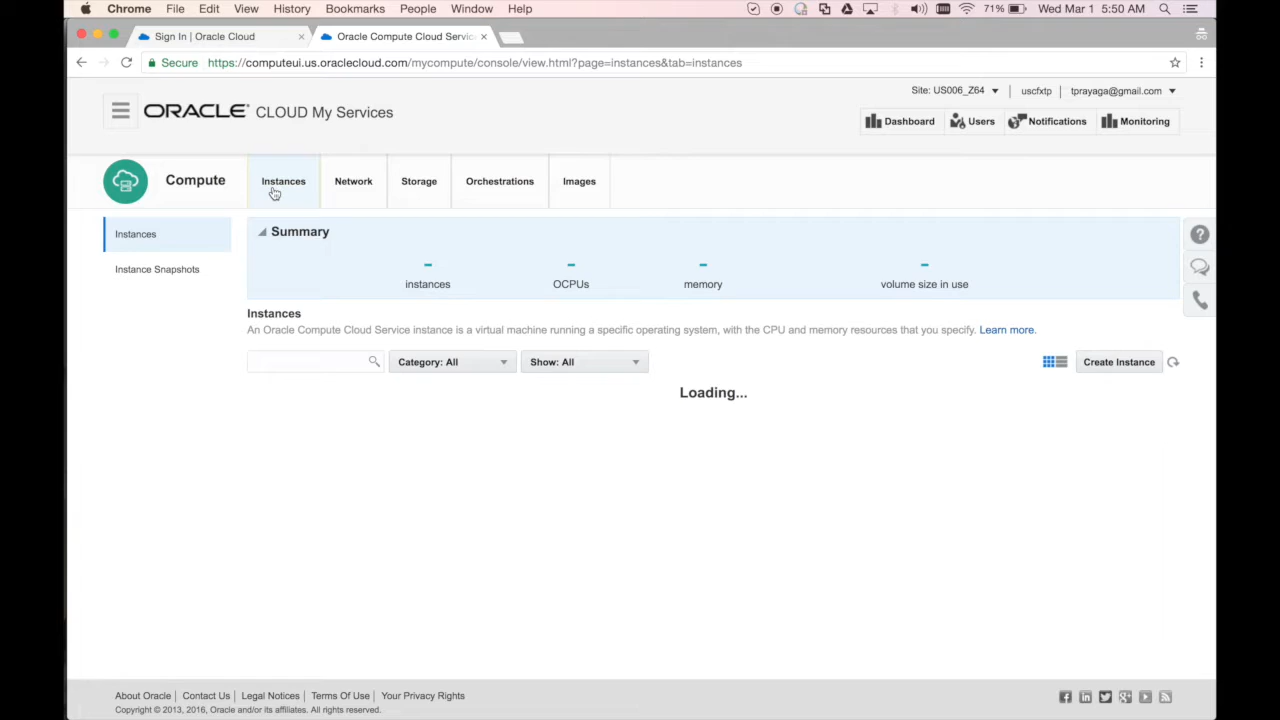 Chrome File Edit View History Bookmarks People Window Help 71% Wed Mar 1 5:50 AM
Sign In | Oracle Cloud × Oracle Compute Cloud Servic ×
Secure https://computeui.us.oraclecloud.com/mycompute/console/view.html?page=instances&tab=instances
Site: US006_Z64 uscfxtp tprayaga@gmail.com
ORACLE® CLOUD My Services
Dashboard Users Notifications Monitoring
Compute Instances Network Storage Orchestrations Images
Instances
Instance Snapshots
Summary
- - - -
instances OCPUs memory volume size in use
Instances
An Oracle Compute Cloud Service instance is a virtual machine running a specific operating system, with the CPU and memory resources that you specify. Learn more.
Category: All Show: All Create Instance
Loading...
About Oracle | Contact Us | Legal Notices | Terms Of Use | Your Privacy Rights
Copyright © 2013, 2016, Oracle and/or its affiliates. All rights reserved.